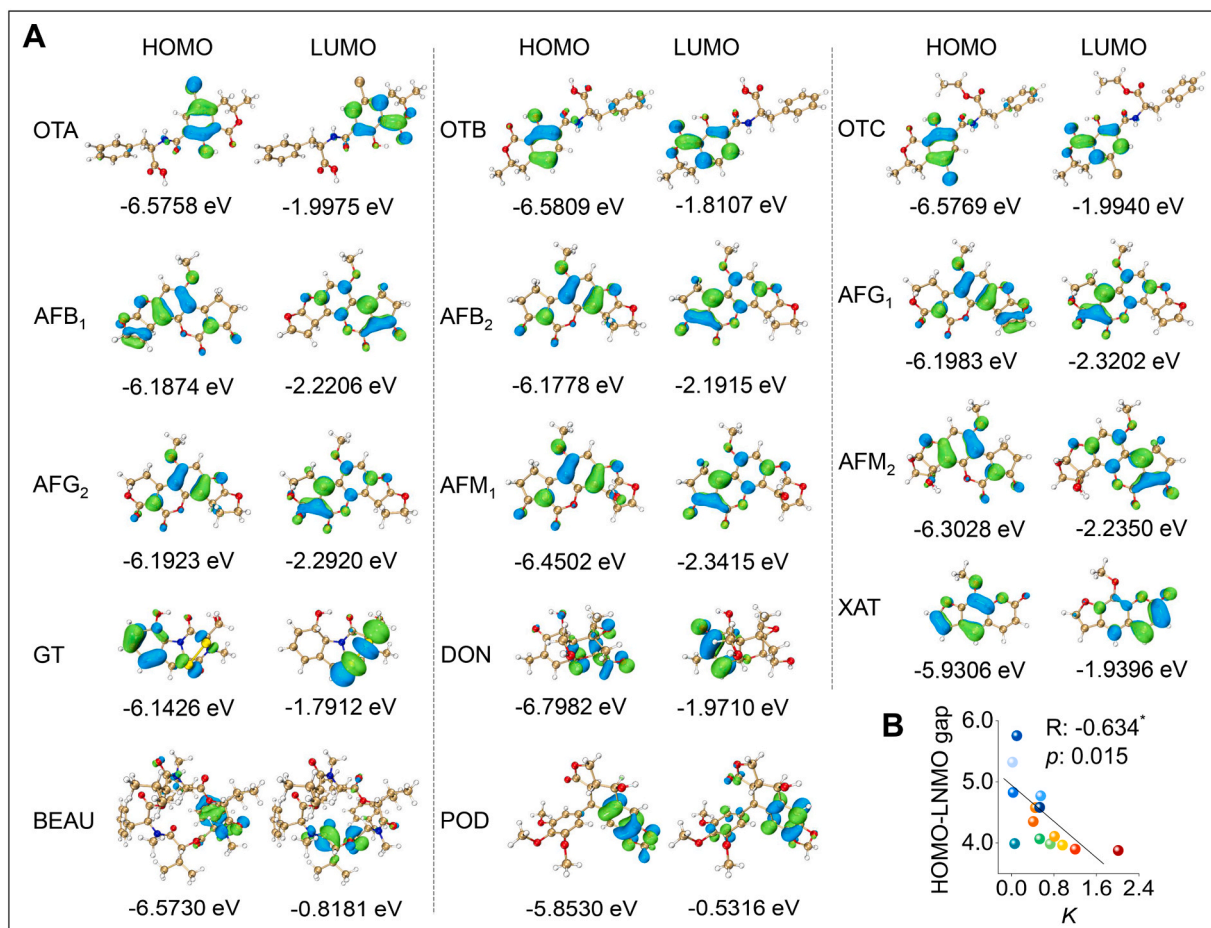 A
HOMO LUMO HOMO LUMO HOMO LUMO
OTA OTB OTC
-6.5758 eV -1.9975 eV -6.5809 eV -1.8107 eV -6.5769 eV -1.9940 eV
AFB1 AFB2 AFG1
-6.1874 eV -2.2206 eV -6.1778 eV -2.1915 eV -6.1983 eV -2.3202 eV
AFG2 AFM1 AFM2
-6.1923 eV -2.2920 eV -6.4502 eV -2.3415 eV -6.3028 eV -2.2350 eV
GT DON XAT
-6.1426 eV -1.7912 eV -6.7982 eV -1.9710 eV -5.9306 eV -1.9396 eV
BEAU POD
-6.5730 eV -0.8181 eV -5.8530 eV -0.5316 eV
B
HOMO-LNMO gap
6.0
5.0
4.0
R: -0.634*
p: 0.015
0.0 0.8 1.6 2.4
K